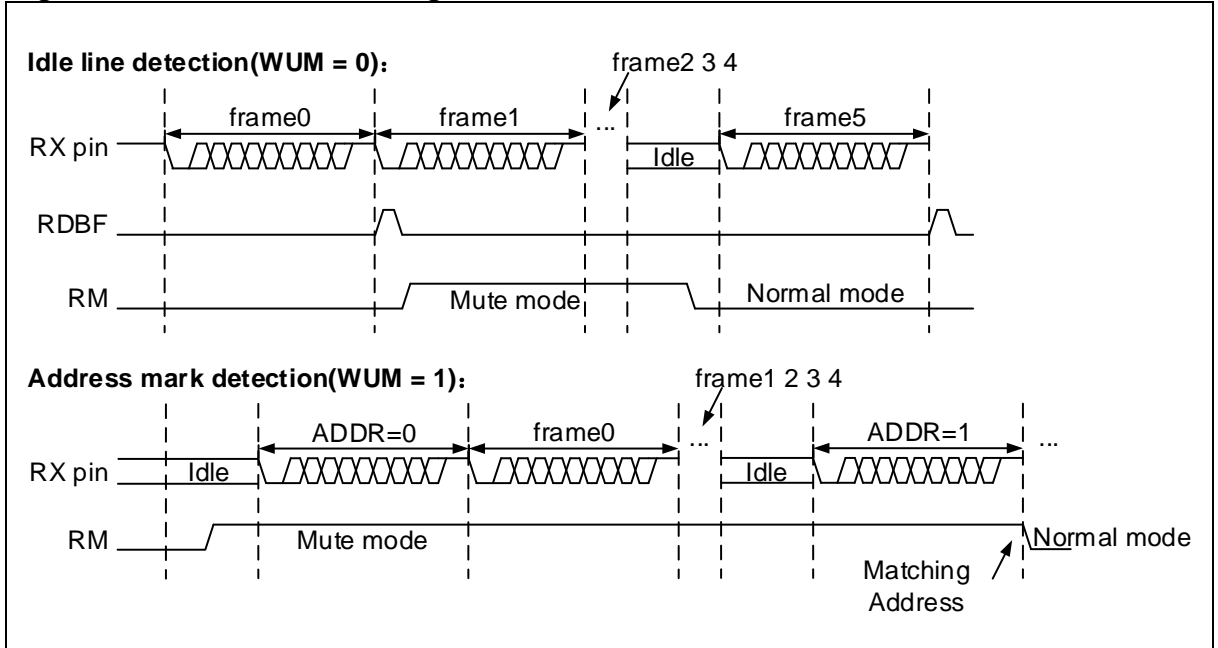 Idle line detection(WUM = 0)：
frame2 3 4
frame0 frame1 ... frame5
RX pin Idle
RDBF
RM Mute mode Normal mode
Address mark detection(WUM = 1)：
frame1 2 3 4
ADDR=0 frame0 ... ADDR=1 ...
RX pin Idle Idle
RM Mute mode Normal mode
Matching
Address